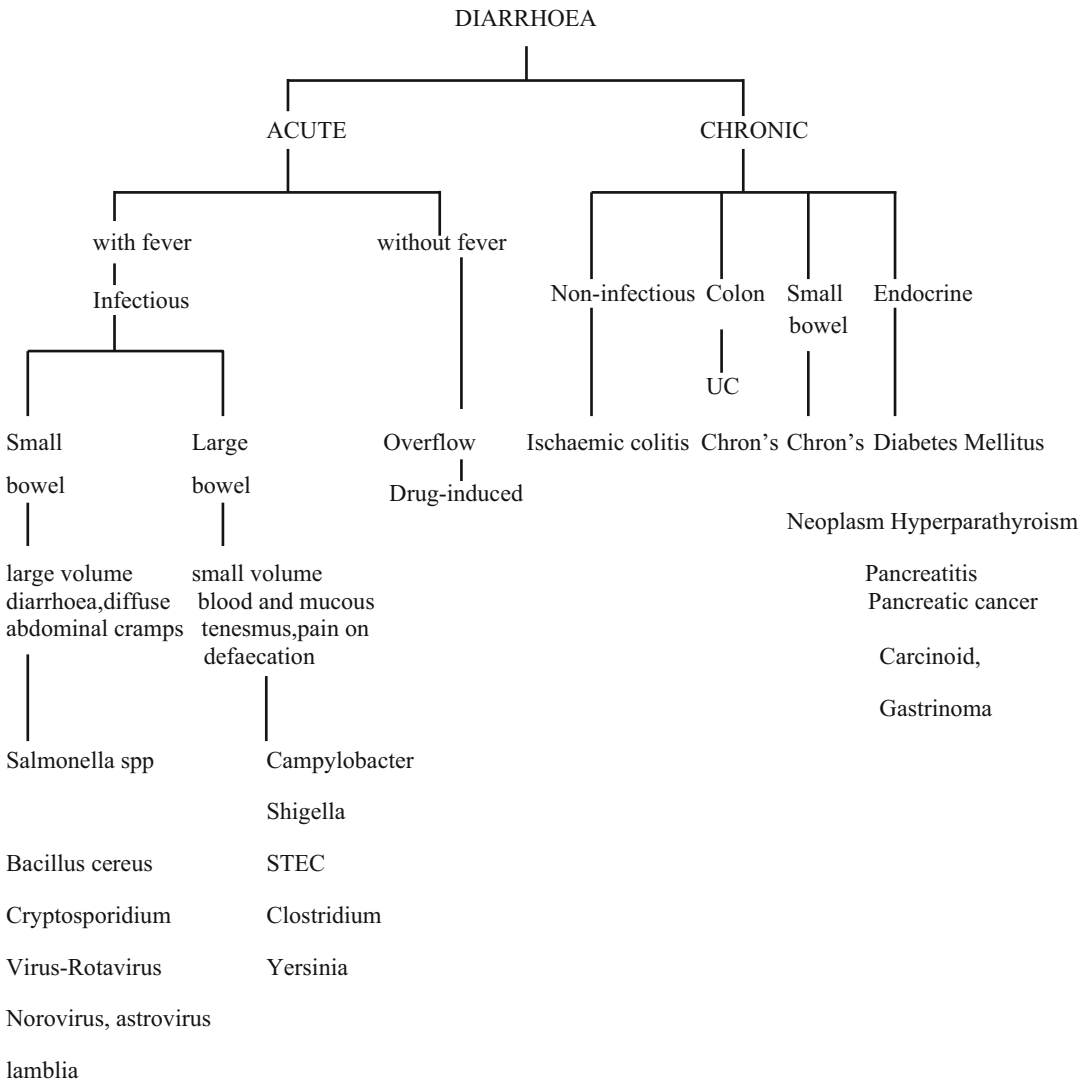 DIARRHOEA
ACUTE CHRONIC
with fever without fever
Infectious
Non-infectious Colon Small Endocrine
bowel
UC
Small Large Overflow Ischaemic colitis Chron's Chron's Diabetes Mellitus
bowel bowel
Drug-induced
Neoplasm Hyperparathyroism
large volume small volume Pancreatitis
diarrhoea,diffuse blood and mucous Pancreatic cancer
abdominal cramps tenesmus,pain on
defaecation Carcinoid,
Gastrinoma
Salmonella spp Campylobacter
Shigella
Bacillus cereus STEC
Cryptosporidium Clostridium
Virus-Rotavirus Yersinia
Norovirus, astrovirus
lamblia